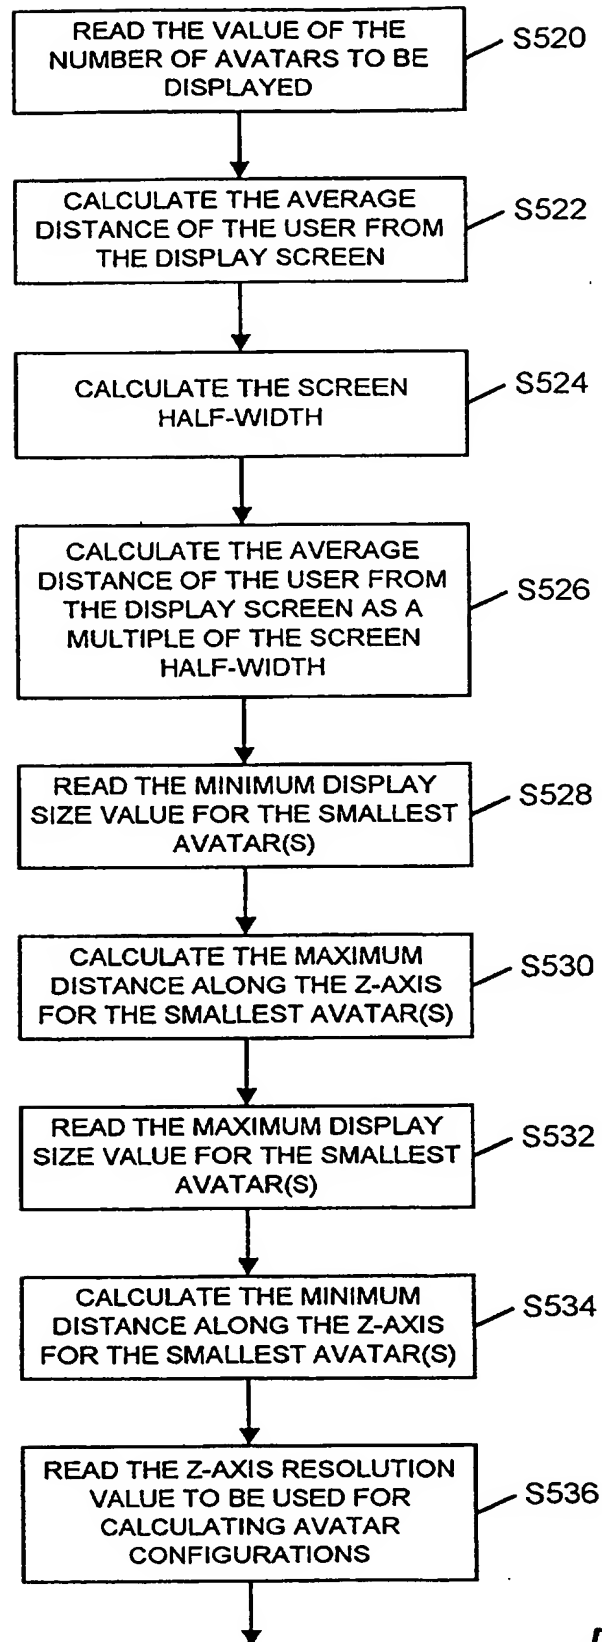 READ THE VALUE OF THE
NUMBER OF AVATARS TO BE
DISPLAYED
S520
CALCULATE THE AVERAGE
DISTANCE OF THE USER FROM
THE DISPLAY SCREEN
S522
CALCULATE THE SCREEN
HALF-WIDTH
S524
CALCULATE THE AVERAGE
DISTANCE OF THE USER FROM
THE DISPLAY SCREEN AS A
MULTIPLE OF THE SCREEN
HALF-WIDTH
S526
READ THE MINIMUM DISPLAY
SIZE VALUE FOR THE SMALLEST
AVATAR(S)
S528
CALCULATE THE MAXIMUM
DISTANCE ALONG THE Z-AXIS
FOR THE SMALLEST AVATAR(S)
S530
READ THE MAXIMUM DISPLAY
SIZE VALUE FOR THE SMALLEST
AVATAR(S)
S532
CALCULATE THE MINIMUM
DISTANCE ALONG THE Z-AXIS
FOR THE SMALLEST AVATAR(S)
S534
READ THE Z-AXIS RESOLUTION
VALUE TO BE USED FOR
CALCULATING AVATAR
CONFIGURATIONS
S536